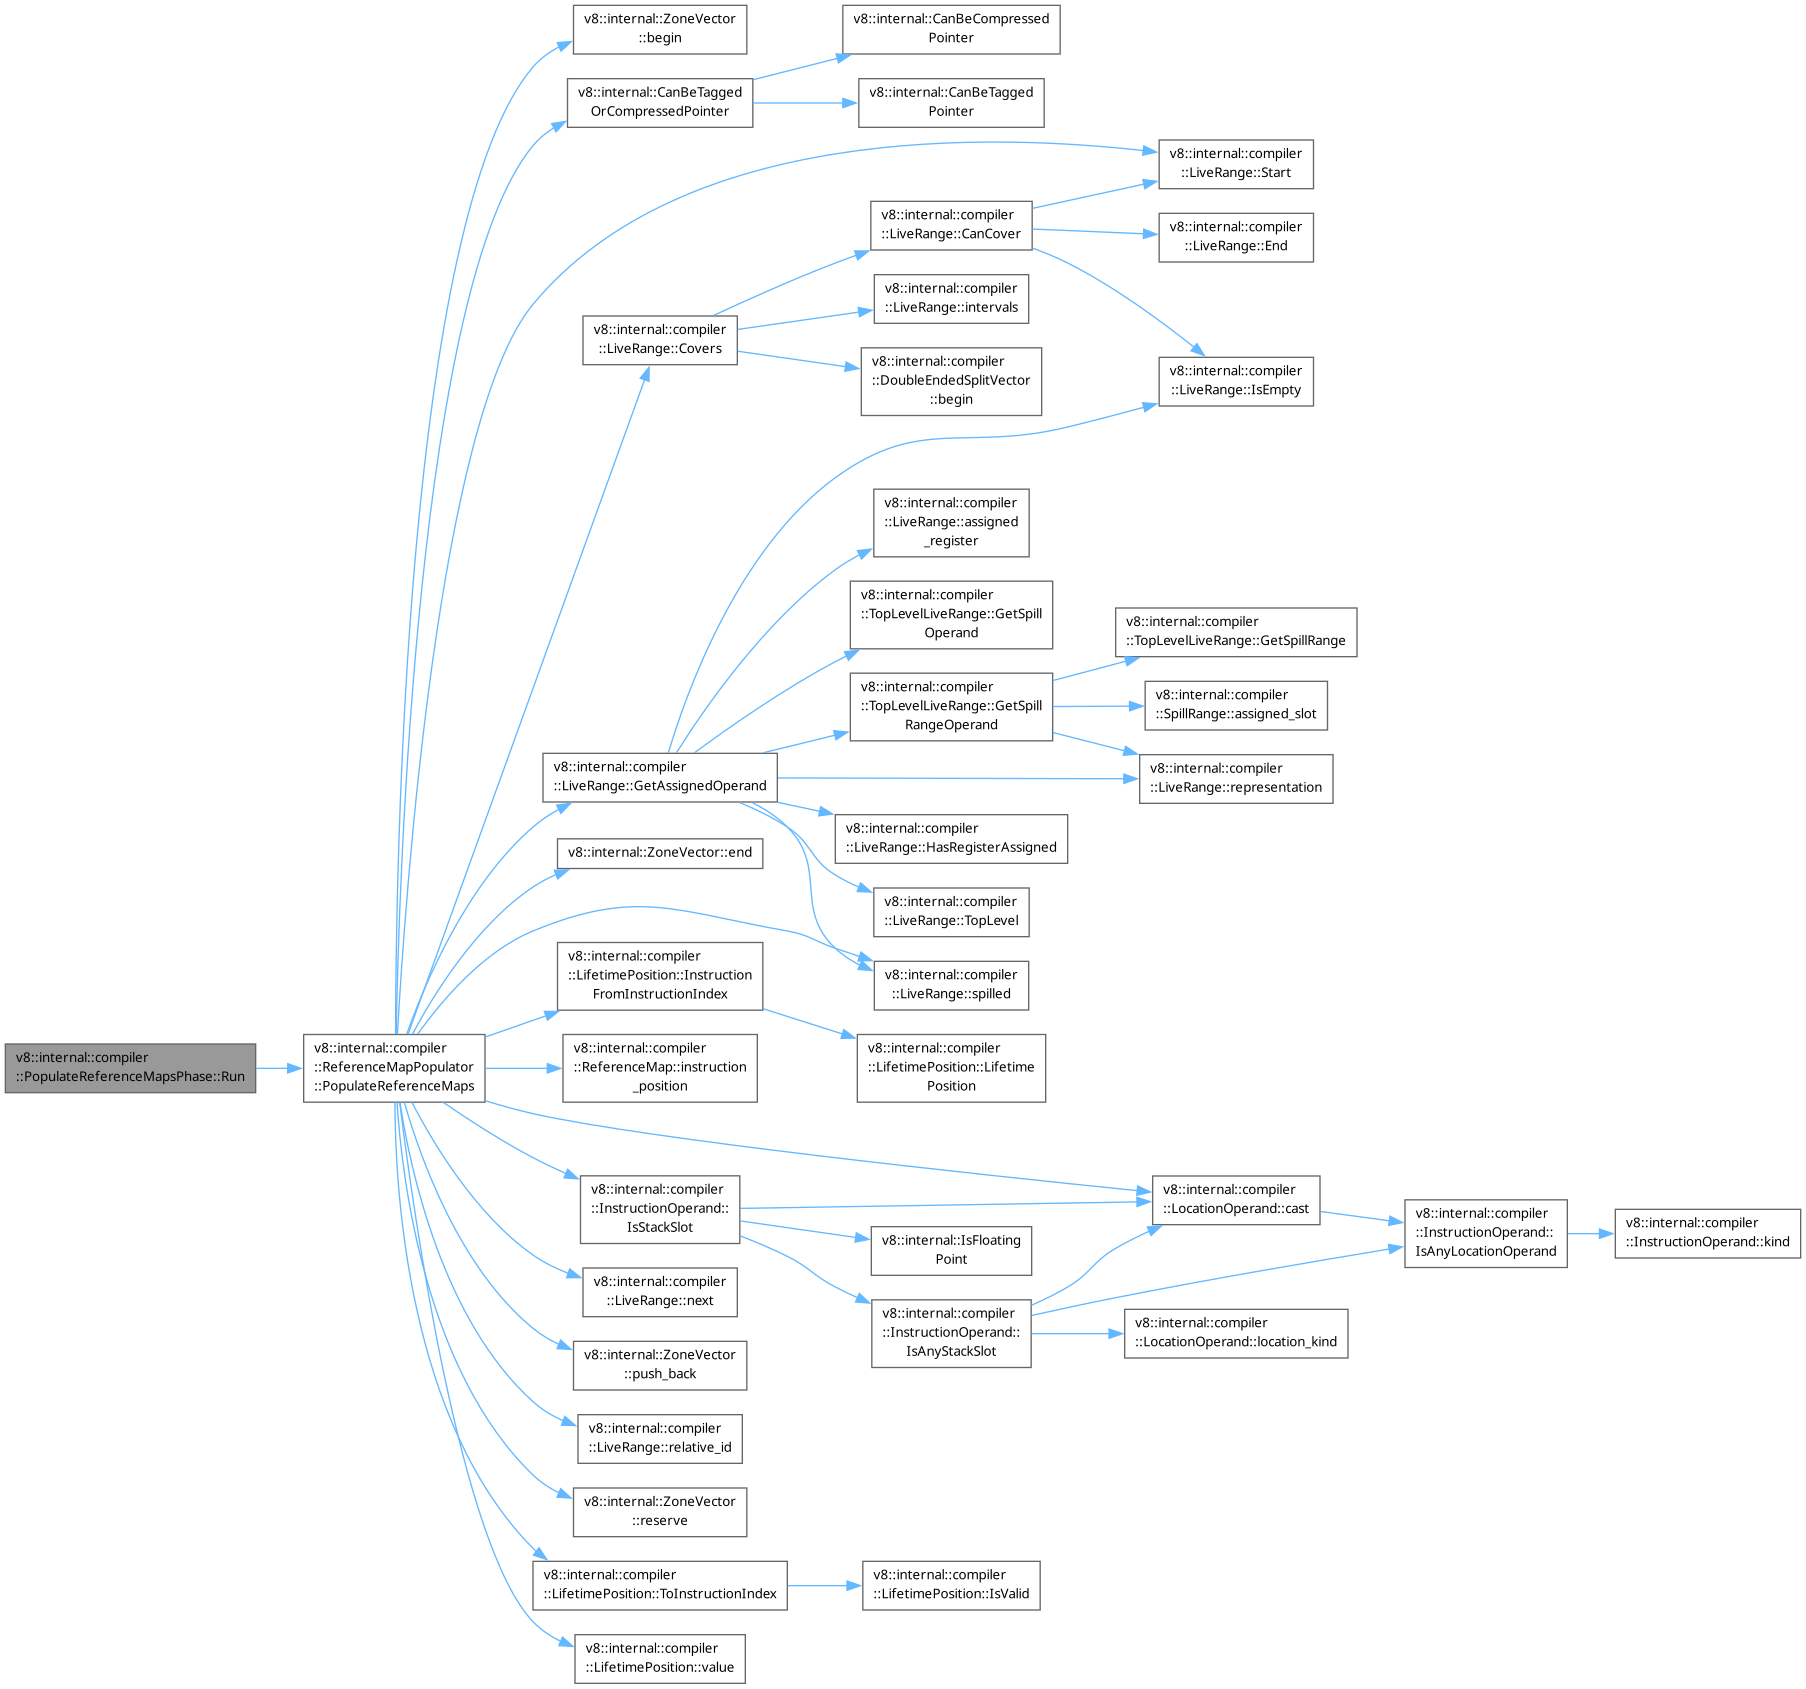 v8::internal::ZoneVector
::begin
v8::internal::CanBeCompressed
Pointer
v8::internal::CanBeTagged
OrCompressedPointer
v8::internal::CanBeTagged
Pointer
v8::internal::compiler
::LiveRange::Start
v8::internal::compiler
::LiveRange::CanCover
v8::internal::compiler
::LiveRange::End
v8::internal::compiler
::LiveRange::intervals
v8::internal::compiler
::LiveRange::Covers
v8::internal::compiler
::DoubleEndedSplitVector
::begin
v8::internal::compiler
::LiveRange::IsEmpty
v8::internal::compiler
::LiveRange::assigned
_register
v8::internal::compiler
::TopLevelLiveRange::GetSpill
Operand
v8::internal::compiler
::TopLevelLiveRange::GetSpillRange
v8::internal::compiler
::TopLevelLiveRange::GetSpill
RangeOperand
v8::internal::compiler
::SpillRange::assigned_slot
v8::internal::compiler
::LiveRange::GetAssignedOperand
v8::internal::compiler
::LiveRange::representation
v8::internal::compiler
::LiveRange::HasRegisterAssigned
v8::internal::ZoneVector::end
v8::internal::compiler
::LiveRange::TopLevel
v8::internal::compiler
::LifetimePosition::Instruction
FromInstructionIndex
v8::internal::compiler
::LiveRange::spilled
v8::internal::compiler
::PopulateReferenceMapsPhase::Run
v8::internal::compiler
::ReferenceMapPopulator
::PopulateReferenceMaps
v8::internal::compiler
::ReferenceMap::instruction
_position
v8::internal::compiler
::LifetimePosition::Lifetime
Position
v8::internal::compiler
::InstructionOperand::
IsStackSlot
v8::internal::compiler
::LocationOperand::cast
v8::internal::compiler
::InstructionOperand::
IsAnyLocationOperand
v8::internal::compiler
::InstructionOperand::kind
v8::internal::IsFloating
Point
v8::internal::compiler
::LiveRange::next
v8::internal::compiler
::InstructionOperand::
IsAnyStackSlot
v8::internal::compiler
::LocationOperand::location_kind
v8::internal::ZoneVector
::push_back
v8::internal::compiler
::LiveRange::relative_id
v8::internal::ZoneVector
::reserve
v8::internal::compiler
::LifetimePosition::ToInstructionIndex
v8::internal::compiler
::LifetimePosition::IsValid
v8::internal::compiler
::LifetimePosition::value